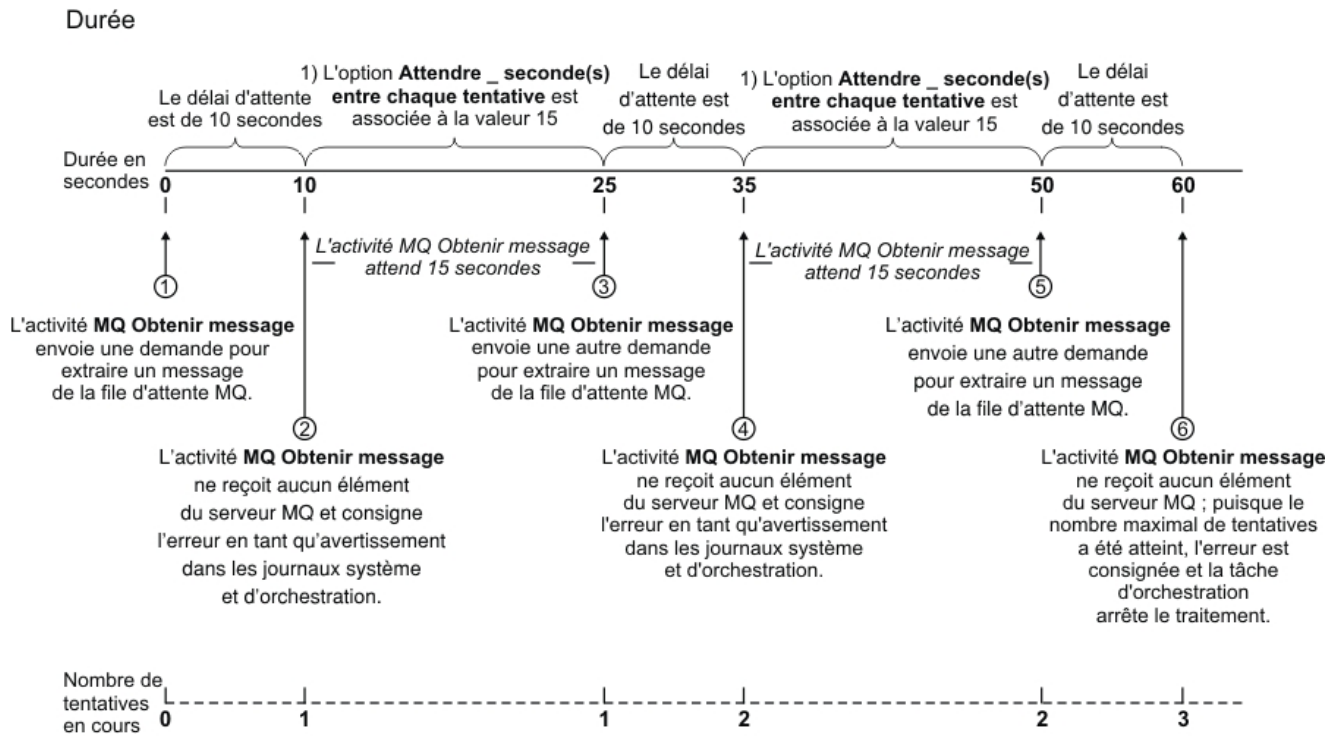 Durée
Le délai d'attente
est de 10 secondes
1) L'option Attendre _ seconde(s)
entre chaque tentative est
associée à la valeur 15
Le délai
d'attente est
de 10 secondes
1) L'option Attendre _ seconde(s)
entre chaque tentative est
associée à la valeur 15
Le délai
d'attente est
de 10 secondes
Durée en
secondes
0 10 25 35 50 60
L'activité MQ Obtenir message
attend 15 secondes
L'activité MQ Obtenir message
attend 15 secondes
1
L'activité MQ Obtenir message
envoie une demande pour
extraire un message
de la file d'attente MQ.
3
L'activité MQ Obtenir message
envoie une autre demande
pour extraire un message
de la file d'attente MQ.
5
L'activité MQ Obtenir message
envoie une autre demande
pour extraire un message
de la file d'attente MQ.
2
L'activité MQ Obtenir message
ne reçoit aucun élément
du serveur MQ et consigne
l'erreur en tant qu'avertissement
dans les journaux système
et d'orchestration.
4
L'activité MQ Obtenir message
ne reçoit aucun élément
du serveur MQ et consigne
l'erreur en tant qu'avertissement
dans les journaux système
et d'orchestration.
6
L'activité MQ Obtenir message
ne reçoit aucun élément
du serveur MQ ; puisque le
nombre maximal de tentatives
a été atteint, l'erreur est
consignée et la tâche
d'orchestration
arrête le traitement.
Nombre de
tentatives
en cours
0 1 1 2 2 3